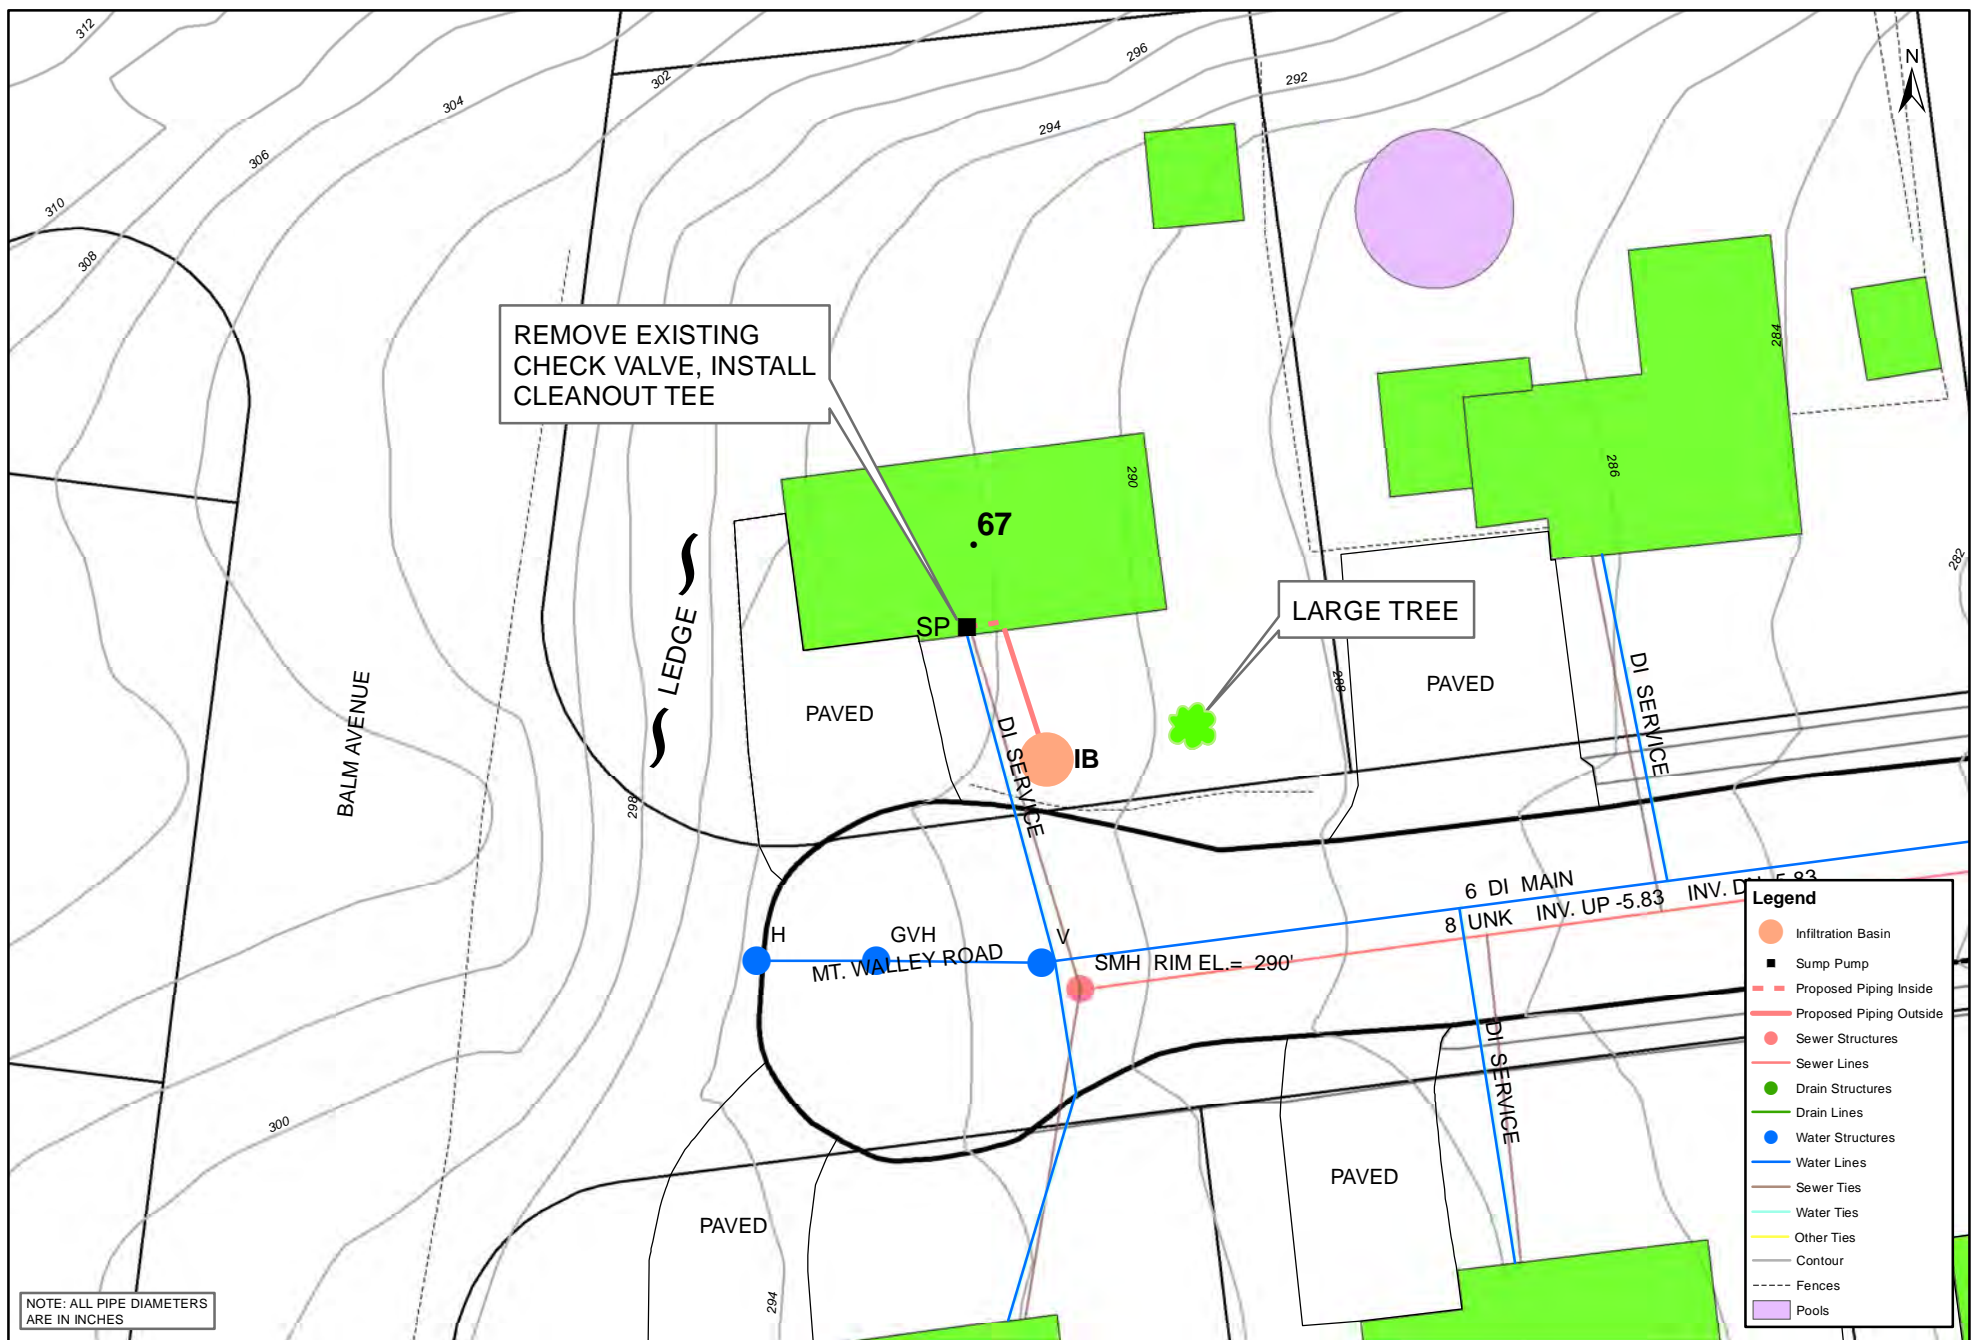 312
296
302
292
N
304
294
306
310
308
REMOVE EXISTING
CHECK VALVE, INSTALL
CLEANOUT TEE
284
290
286
67
282
LEDGE
SP
LARGE TREE
BALM AVENUE
PAVED
288
PAVED
DI SERVICE
DI SERVICE
IB
298
6 DI MAIN
8 UNK INV. UP -5.83 INV. 5.83
H
GVH
V
MT. WALLEY ROAD
SMH RIM EL.= 290'
DI SERVICE
300
PAVED
PAVED
294
NOTE: ALL PIPE DIAMETERS
ARE IN INCHES
Legend
Infiltration Basin
Sump Pump
Proposed Piping Inside
Proposed Piping Outside
Sewer Structures
Sewer Lines
Drain Structures
Drain Lines
Water Structures
Water Lines
Sewer Ties
Water Ties
Other Ties
Contour
Fences
Pools